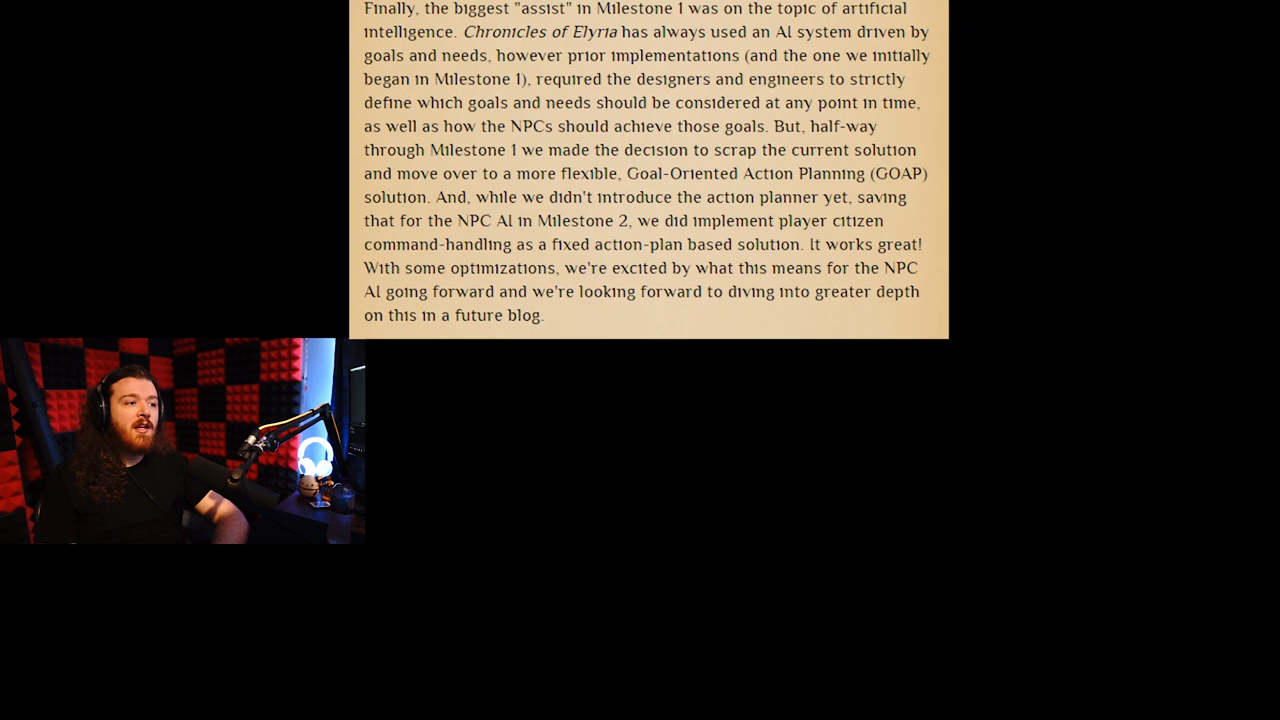 Finally, the biggest "assist" in Milestone 1 was on the topic of artificial
intelligence. Chronicles of Elyria has always used an AI system driven by
goals and needs, however prior implementations (and the one we initially
began in Milestone 1), required the designers and engineers to strictly
define which goals and needs should be considered at any point in time,
as well as how the NPCs should achieve those goals. But, half-way
through Milestone 1 we made the decision to scrap the current solution
and move over to a more flexible, Goal-Oriented Action Planning (GOAP)
solution. And, while we didn't introduce the action planner yet, saving
that for the NPC AI in Milestone 2, we did implement player citizen
command-handling as a fixed action-plan based solution. It works great!
With some optimizations, we're excited by what this means for the NPC
AI going forward and we're looking forward to diving into greater depth
on this in a future blog.